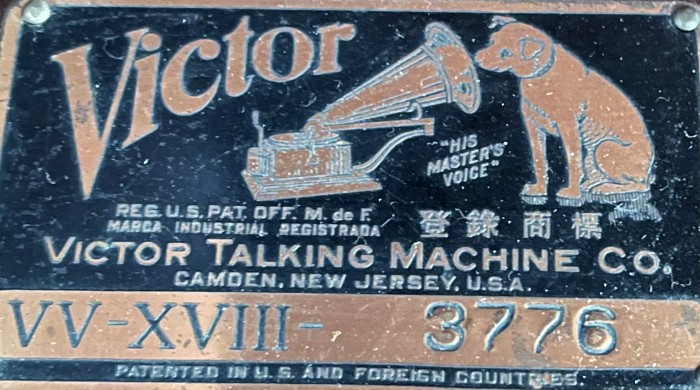 Victor
"HIS
MASTER'S
VOICE"
REG. U.S. PAT. OFF. M. de F.
MARCA INDUSTRIAL REGISTRADA
登錄商標
VICTOR TALKING MACHINE CO.
CAMDEN, NEW JERSEY, U.S.A.
VV-XVIII- 3776
PATENTED IN U.S. AND FOREIGN COUNTRIES